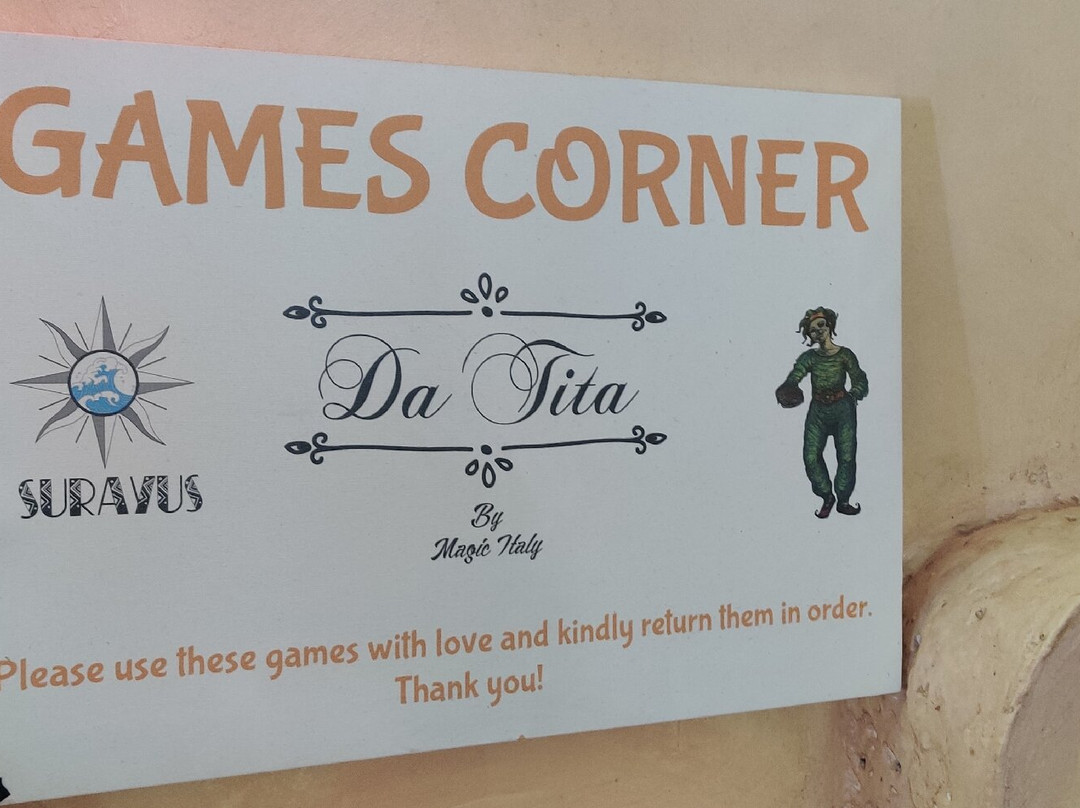 GAMES CORNER
SURAYUS
Da Tita
By
Magic Italy
Please use these games with love and kindly return them in order.
Thank you!